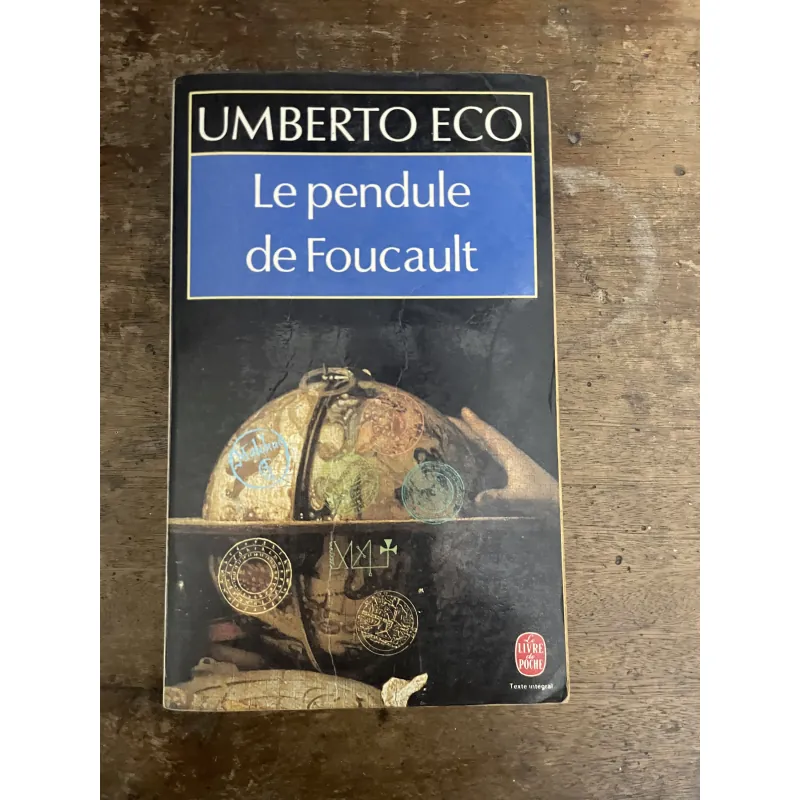 UMBERTO ECO
Le pendule
de Foucault
Le
LIVRE
de
POCHE
Texte intégral